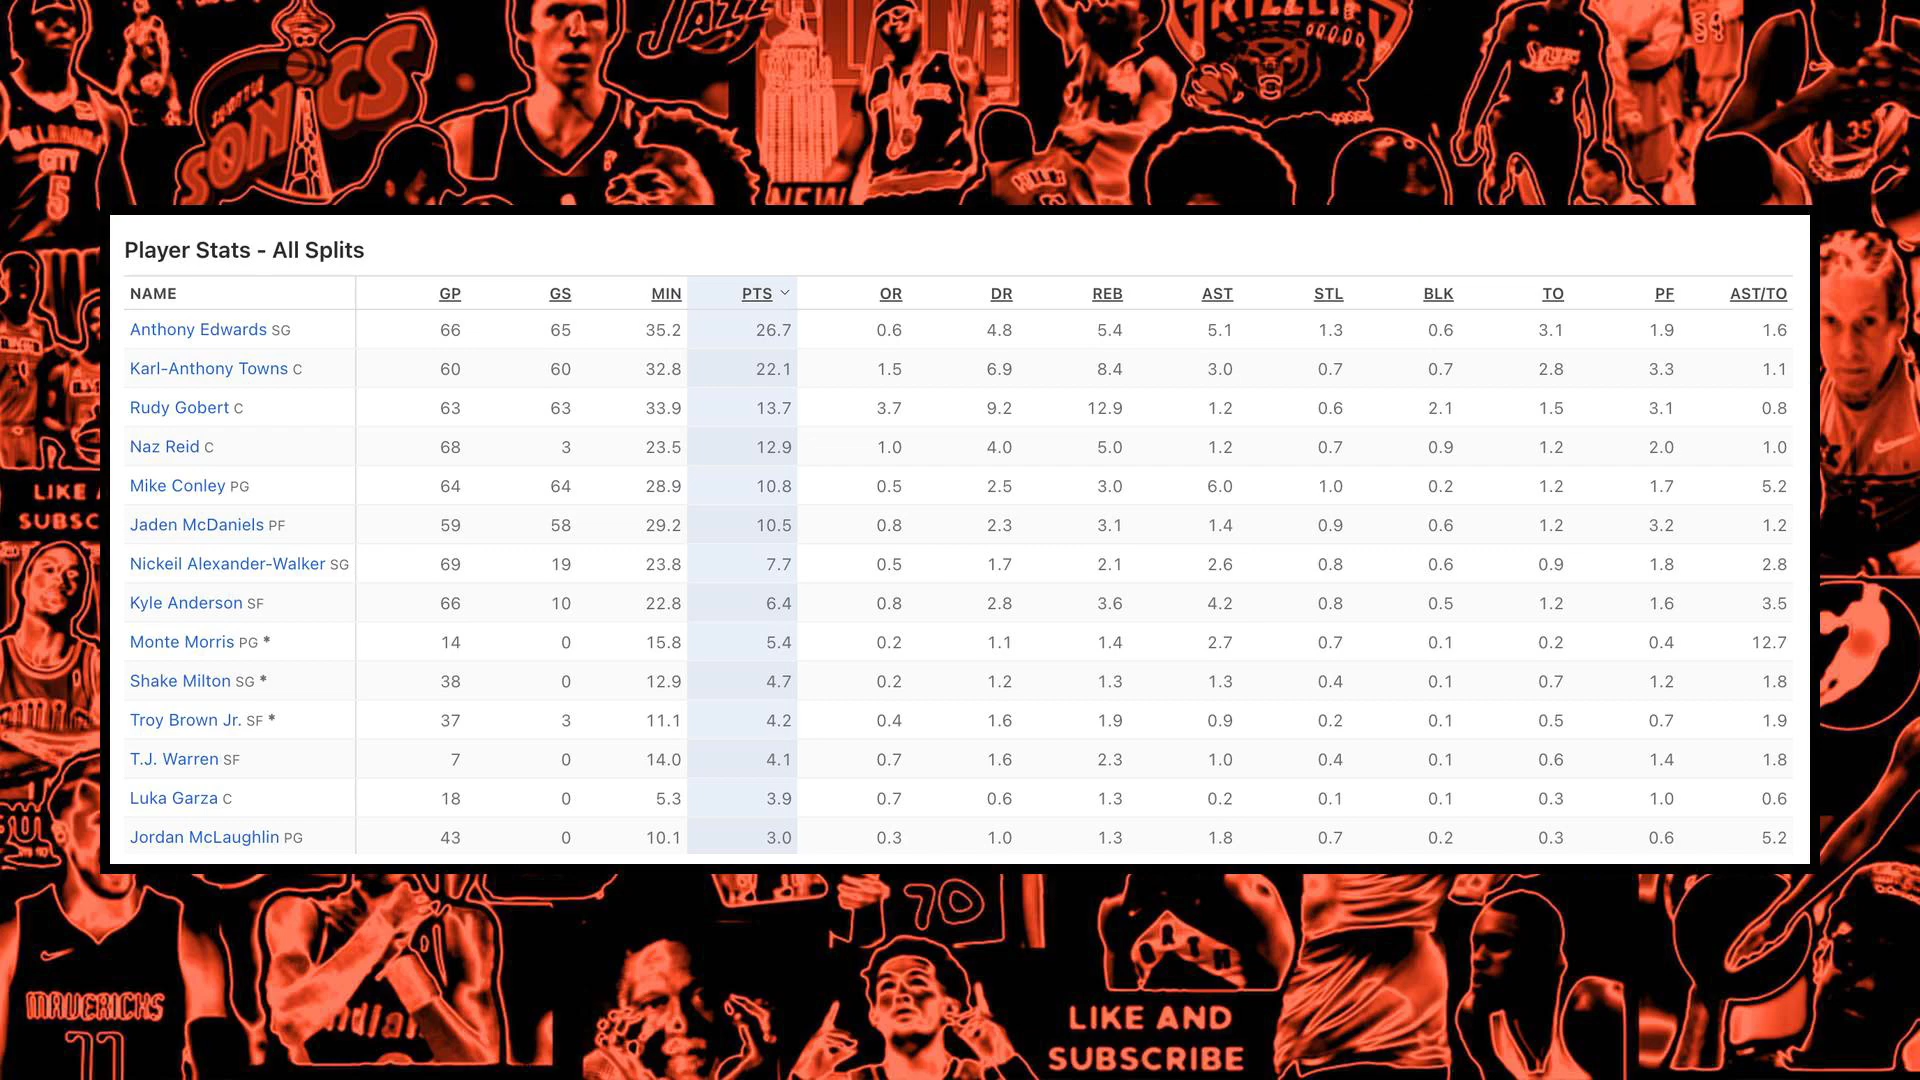 SEATTLE
SONICS
JAZZ
SLAM
NEW
GRIZZLIES
OKLAHOMA
CITY
5
3
34
35
LIKE A
SUBSC
Player Stats - All Splits
NAME GP GS MIN PTS OR DR REB AST STL BLK TO PF AST/TO
Anthony Edwards SG 66 65 35.2 26.7 0.6 4.8 5.4 5.1 1.3 0.6 3.1 1.9 1.6
Karl-Anthony Towns C 60 60 32.8 22.1 1.5 6.9 8.4 3.0 0.7 0.7 2.8 3.3 1.1
Rudy Gobert C 63 63 33.9 13.7 3.7 9.2 12.9 1.2 0.6 2.1 1.5 3.1 0.8
Naz Reid C 68 3 23.5 12.9 1.0 4.0 5.0 1.2 0.7 0.9 1.2 2.0 1.0
Mike Conley PG 64 64 28.9 10.8 0.5 2.5 3.0 6.0 1.0 0.2 1.2 1.7 5.2
Jaden McDaniels PF 59 58 29.2 10.5 0.8 2.3 3.1 1.4 0.9 0.6 1.2 3.2 1.2
Nickeil Alexander-Walker SG 69 19 23.8 7.7 0.5 1.7 2.1 2.6 0.8 0.6 0.9 1.8 2.8
Kyle Anderson SF 66 10 22.8 6.4 0.8 2.8 3.6 4.2 0.8 0.5 1.2 1.6 3.5
Monte Morris PG * 14 0 15.8 5.4 0.2 1.1 1.4 2.7 0.7 0.1 0.2 0.4 12.7
Shake Milton SG * 38 0 12.9 4.7 0.2 1.2 1.3 1.3 0.4 0.1 0.7 1.2 1.8
Troy Brown Jr. SF * 37 3 11.1 4.2 0.4 1.6 1.9 0.9 0.2 0.1 0.5 0.7 1.9
T.J. Warren SF 7 0 14.0 4.1 0.7 1.6 2.3 1.0 0.4 0.1 0.6 1.4 1.8
Luka Garza C 18 0 5.3 3.9 0.7 0.6 1.3 0.2 0.1 0.1 0.3 1.0 0.6
Jordan McLaughlin PG 43 0 10.1 3.0 0.3 1.0 1.3 1.8 0.7 0.2 0.3 0.6 5.2
70
MAVERICKS
77
LIKE AND
SUBSCRIBE